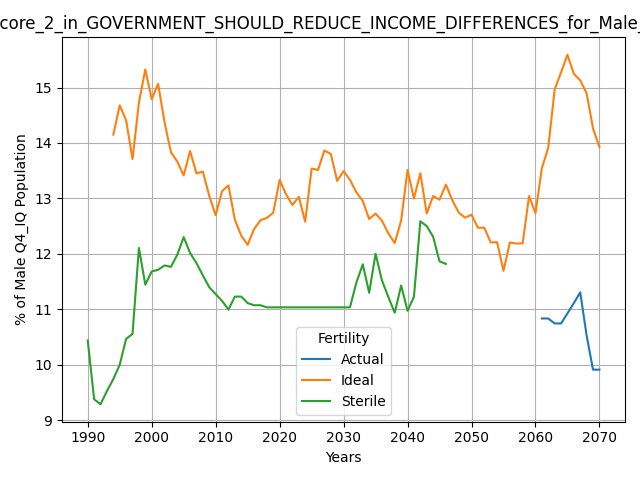 core_2_in_GOVERNMENT_SHOULD_REDUCE_INCOME_DIFFERENCES_for_Male_
% of Male Q4_IQ Population
15
14
13
12
11
10
9
Fertility
Actual
Ideal
Sterile
1990 2000 2010 2020 2030 2040 2050 2060 2070
Years